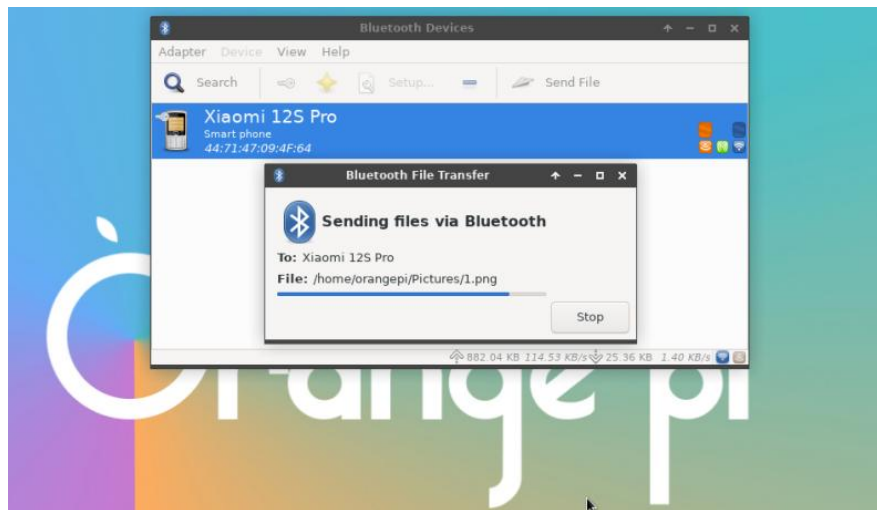 Bluetooth Devices
Adapter Device View Help
Search Setup... Send File
Xiaomi 12S Pro
Smart phone
44:71:47:09:4F:64
Bluetooth File Transfer
Sending files via Bluetooth
To: Xiaomi 12S Pro
File: /home/orangepi/Pictures/1.png
Stop
882.04 KB 114.53 KB/s 25.36 KB 1.40 KB/s
Orange pi